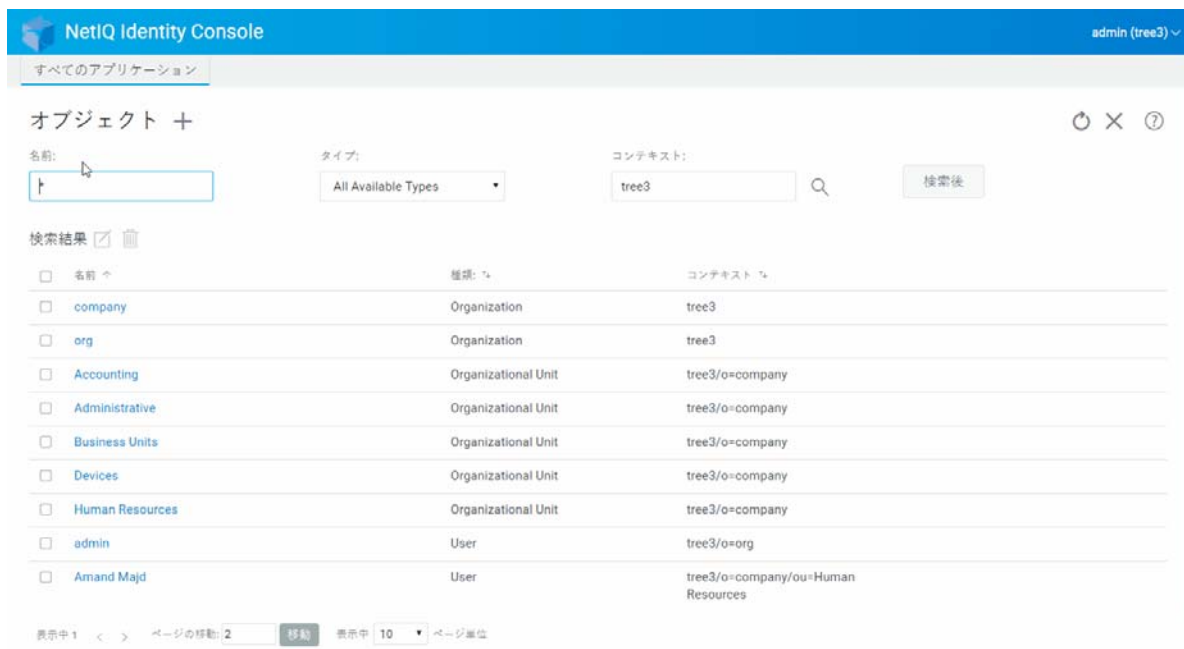 NetIQ Identity Console
admin (tree3)
すべてのアプリケーション
オブジェクト
名前:
タイプ:
コンテキスト:
*
All Available Types
tree3
検索後
検索結果
名前
種類:
コンテキスト
company Organization tree3
org Organization tree3
Accounting Organizational Unit tree3/o=company
Administrative Organizational Unit tree3/o=company
Business Units Organizational Unit tree3/o=company
Devices Organizational Unit tree3/o=company
Human Resources Organizational Unit tree3/o=company
admin User tree3/o=org
Amand Majd User tree3/o=company/ou=Human
Resources
表示中 1 < > ページの移動: 2 移動 表示中 10 ページ単位